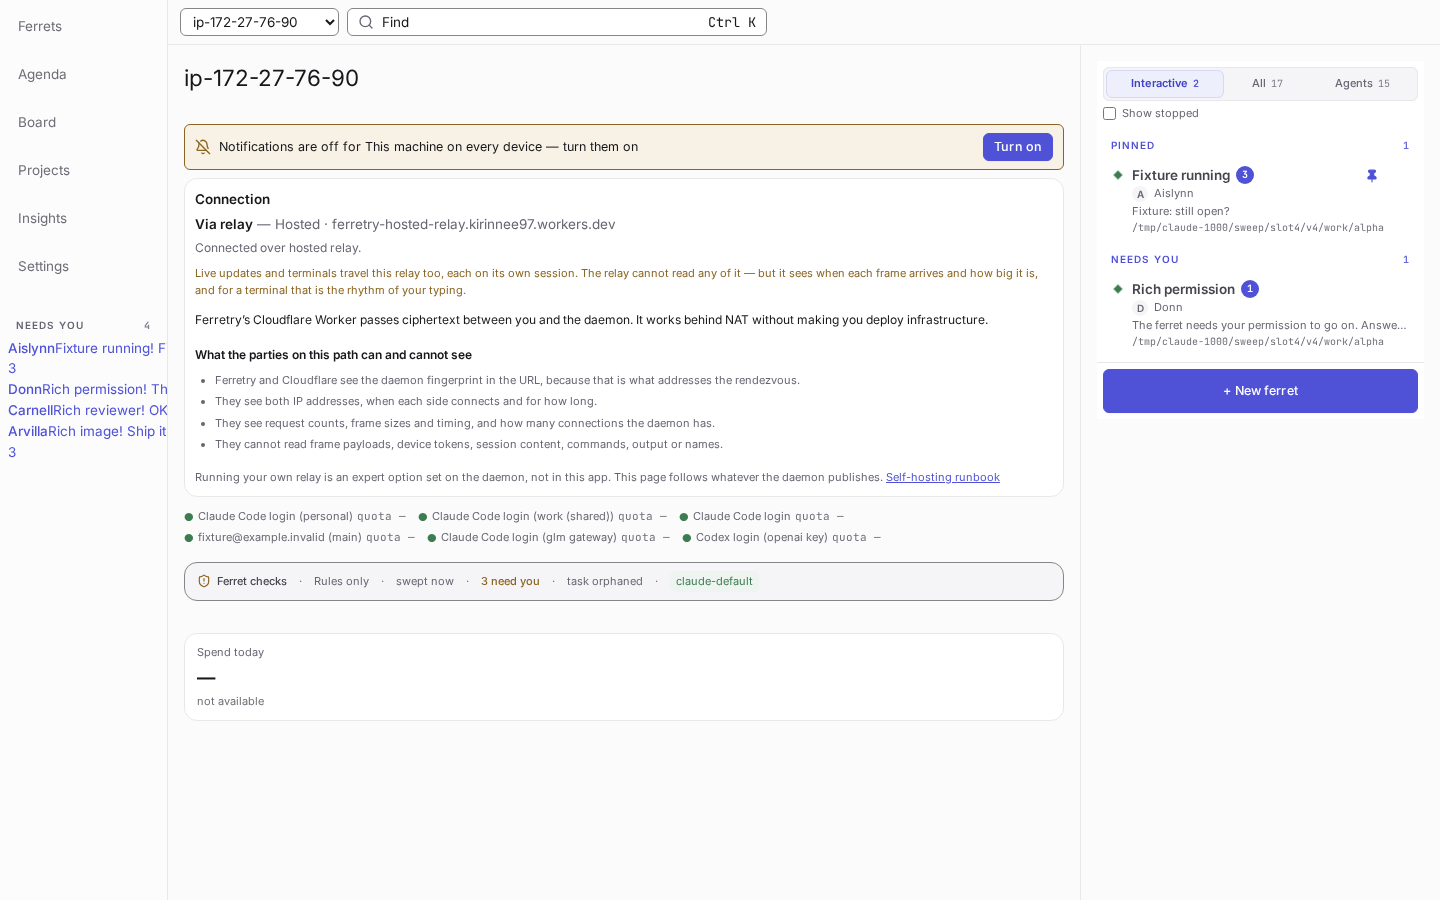 Ferrets
Agenda
Board
Projects
Insights
Settings
NEEDS YOU 4
AislynnFixture running! F
3
DonnRich permission! Th
CarnellRich reviewer! OK
ArvillaRich image! Ship it
3
ip-172-27-76-90
Find Ctrl K
ip-172-27-76-90
Notifications are off for This machine on every device — turn them on
Turn on
Connection
Via relay — Hosted · ferretry-hosted-relay.kirinnee97.workers.dev
Connected over hosted relay.
Live updates and terminals travel this relay too, each on its own session. The relay cannot read any of it — but it sees when each frame arrives and how big it is,
and for a terminal that is the rhythm of your typing.
Ferretry’s Cloudflare Worker passes ciphertext between you and the daemon. It works behind NAT without making you deploy infrastructure.
What the parties on this path can and cannot see
• Ferretry and Cloudflare see the daemon fingerprint in the URL, because that is what addresses the rendezvous.
• They see both IP addresses, when each side connects and for how long.
• They see request counts, frame sizes and timing, and how many connections the daemon has.
• They cannot read frame payloads, device tokens, session content, commands, output or names.
Running your own relay is an expert option set on the daemon, not in this app. This page follows whatever the daemon publishes. Self-hosting runbook
Claude Code login (personal) quota — Claude Code login (work (shared)) quota — Claude Code login quota —
fixture@example.invalid (main) quota — Claude Code login (glm gateway) quota — Codex login (openai key) quota —
Ferret checks · Rules only · swept now · 3 need you · task orphaned · claude-default
Spend today
—
not available
Interactive 2 All 17 Agents 15
Show stopped
PINNED 1
Fixture running 3
A Aislynn
Fixture: still open?
/tmp/claude-1000/sweep/slot4/v4/work/alpha
NEEDS YOU 1
Rich permission 1
D Donn
The ferret needs your permission to go on. Answe...
/tmp/claude-1000/sweep/slot4/v4/work/alpha
+ New ferret